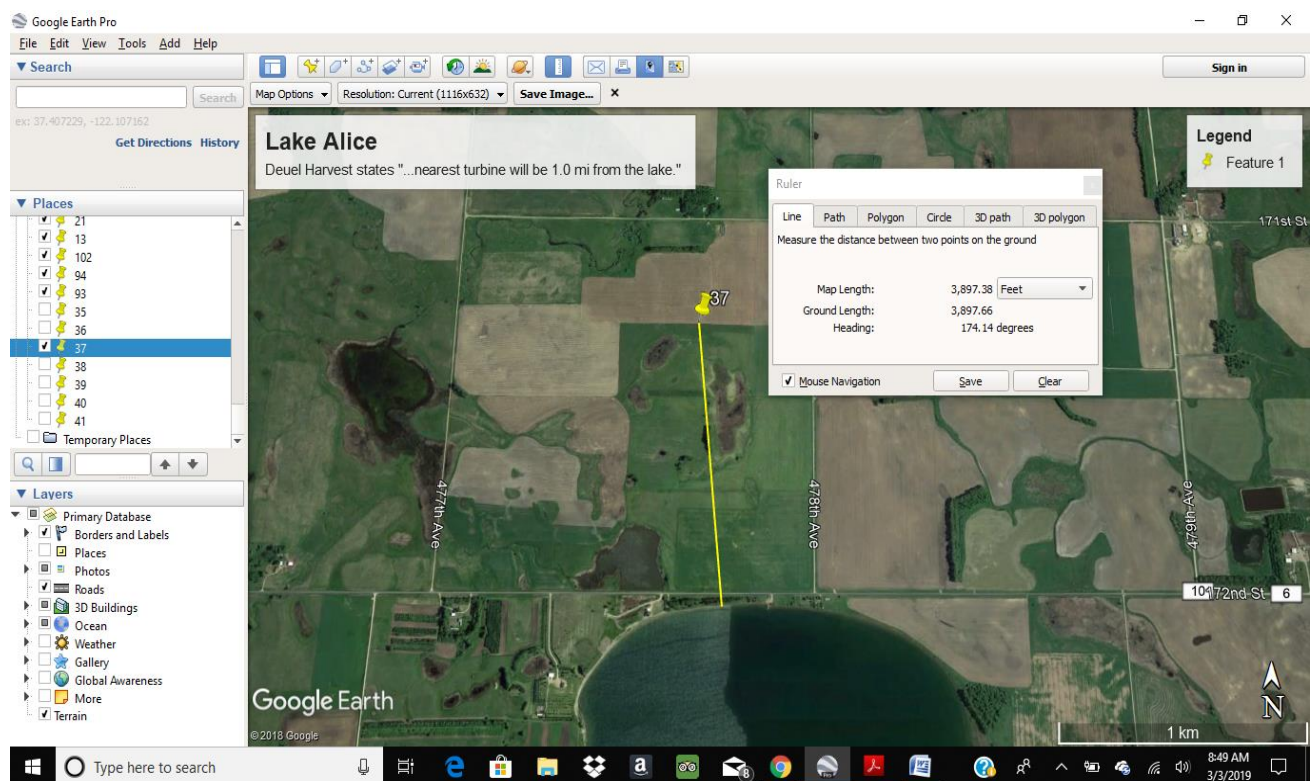 Google Earth Pro
File Edit View Tools Add Help
Search
Search
ex: 37.407229, -122.107162
Get Directions History
Places
21
13
102
94
93
35
36
37
38
39
40
41
Temporary Places
Layers
Primary Database
Borders and Labels
Places
Photos
Roads
3D Buildings
Ocean
Weather
Gallery
Global Awareness
More
Terrain
Sign in
Map Options Resolution: Current (1116x632) Save Image...
Lake Alice
Deuel Harvest states "...nearest turbine will be 1.0 mi from the lake."
Legend
Feature 1
Ruler
Line Path Polygon Circle 3D path 3D polygon
Measure the distance between two points on the ground
Map Length: 3,897.38 Feet
Ground Length: 3,897.66
Heading: 174.14 degrees
Mouse Navigation Save Clear
171st St
37
477th Ave
478th Ave
479th Ave
172nd St 6
Google Earth
©2018 Google
N
1 km
Type here to search
8:49 AM
3/3/2019